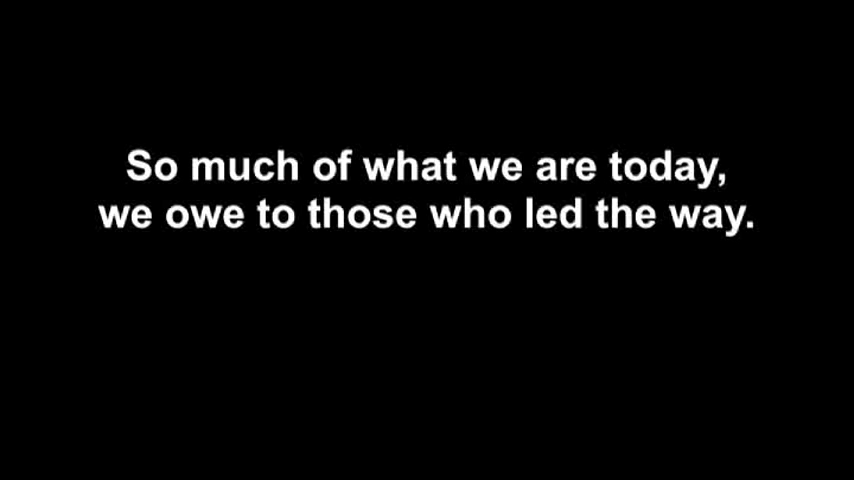 So much of what we are today,
we owe to those who led the way.